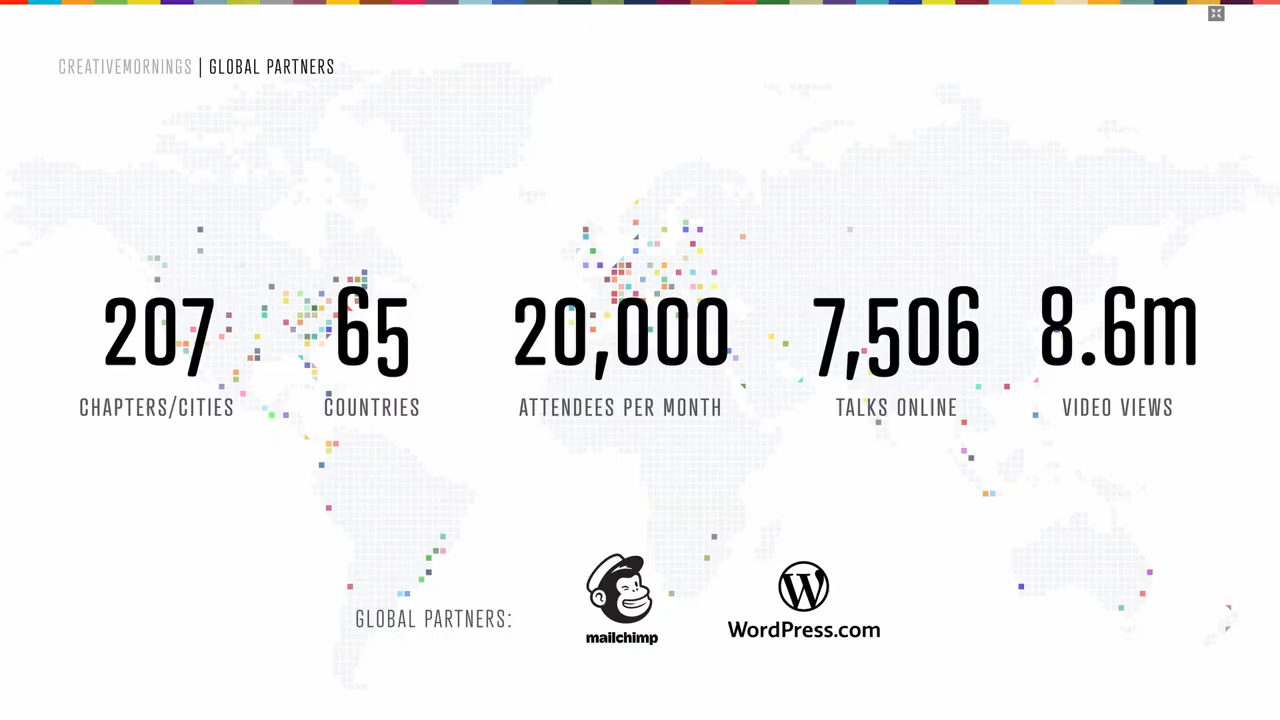 CREATIVEMORNINGS | GLOBAL PARTNERS
207 65 20,000 7,506 8.6m
CHAPTERS/CITIES COUNTRIES ATTENDEES PER MONTH TALKS ONLINE VIDEO VIEWS
GLOBAL PARTNERS:
mailchimp
W
WordPress.com